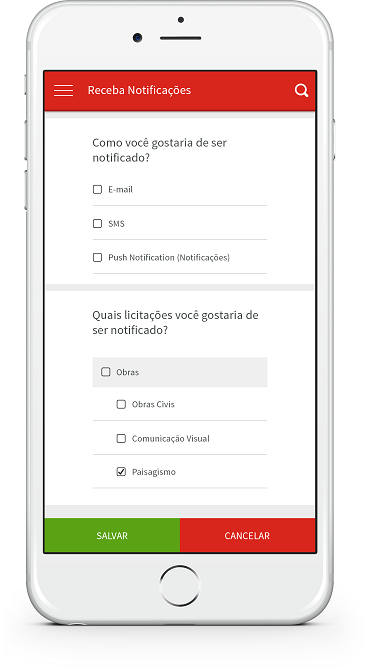 Receba Notificações
Como você gostaria de ser
notificado?
E-mail
SMS
Push Notification (Notificações)
Quais licitações você gostaria de
ser notificado?
Obras
Obras Civis
Comunicação Visual
Paisagismo
SALVAR CANCELAR